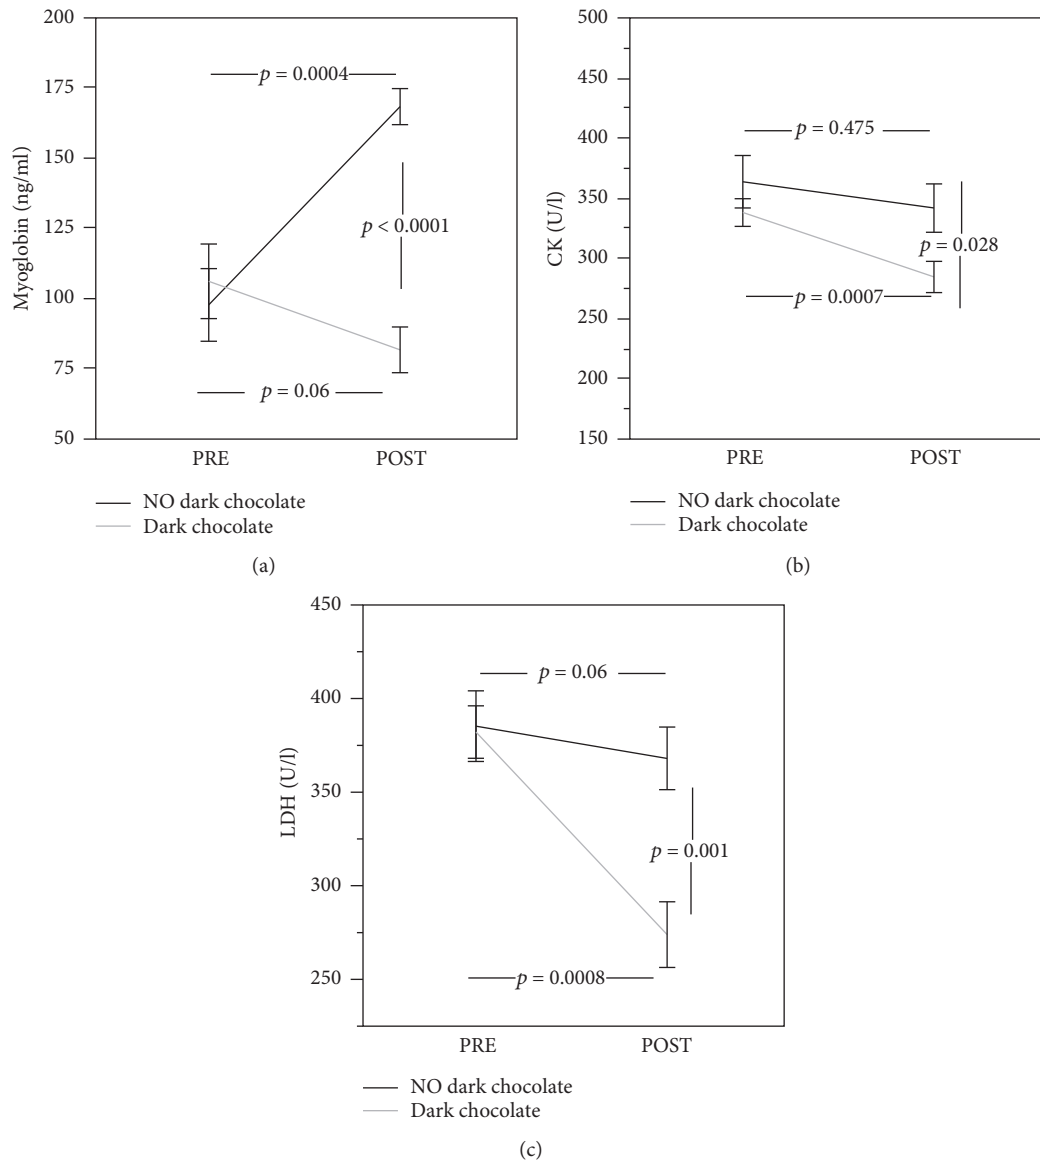 200
175
150
125
100
75
50
Myoglobin (ng/ml)
p = 0.0004
p < 0.0001
p = 0.06
PRE POST
NO dark chocolate
Dark chocolate
(a)
500
450
400
350
300
250
200
150
CK (U/l)
p = 0.475
p = 0.028
p = 0.0007
PRE POST
NO dark chocolate
Dark chocolate
(b)
450
400
350
300
250
LDH (U/l)
p = 0.06
p = 0.001
p = 0.0008
PRE POST
NO dark chocolate
Dark chocolate
(c)